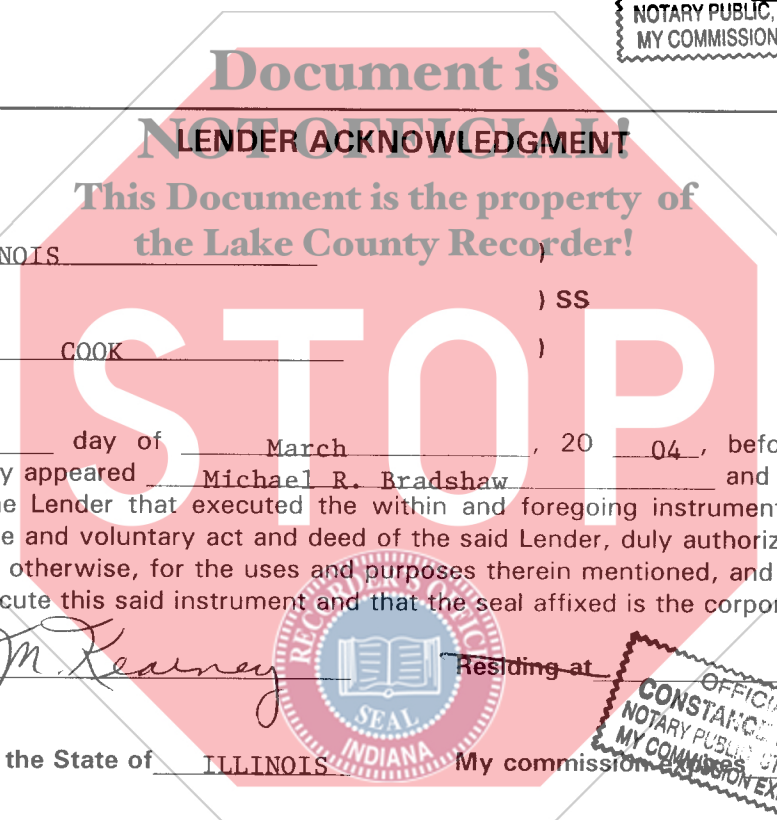 NOTARY PUBLIC,
MY COMMISSION
Document is
NOT OFFICIAL!
LENDER ACKNOWLEDGMENT
This Document is the property of
the Lake County Recorder!
NOIS )
) SS
COOK )
STOP
day of March, 20 04, befo
y appeared Michael R. Bradshaw and
e Lender that executed the within and foregoing instrument
e and voluntary act and deed of the said Lender, duly authoriz
otherwise, for the uses and purposes therein mentioned, and
cute this said instrument and that the seal affixed is the corpor
RECORDER'S OFFIC
SEAL
INDIANA
M. Kearney Residing at
OFFICIA
NOTARY PUBLIC
MY COMMISSION EX
the State of ILLINOIS My commission expires